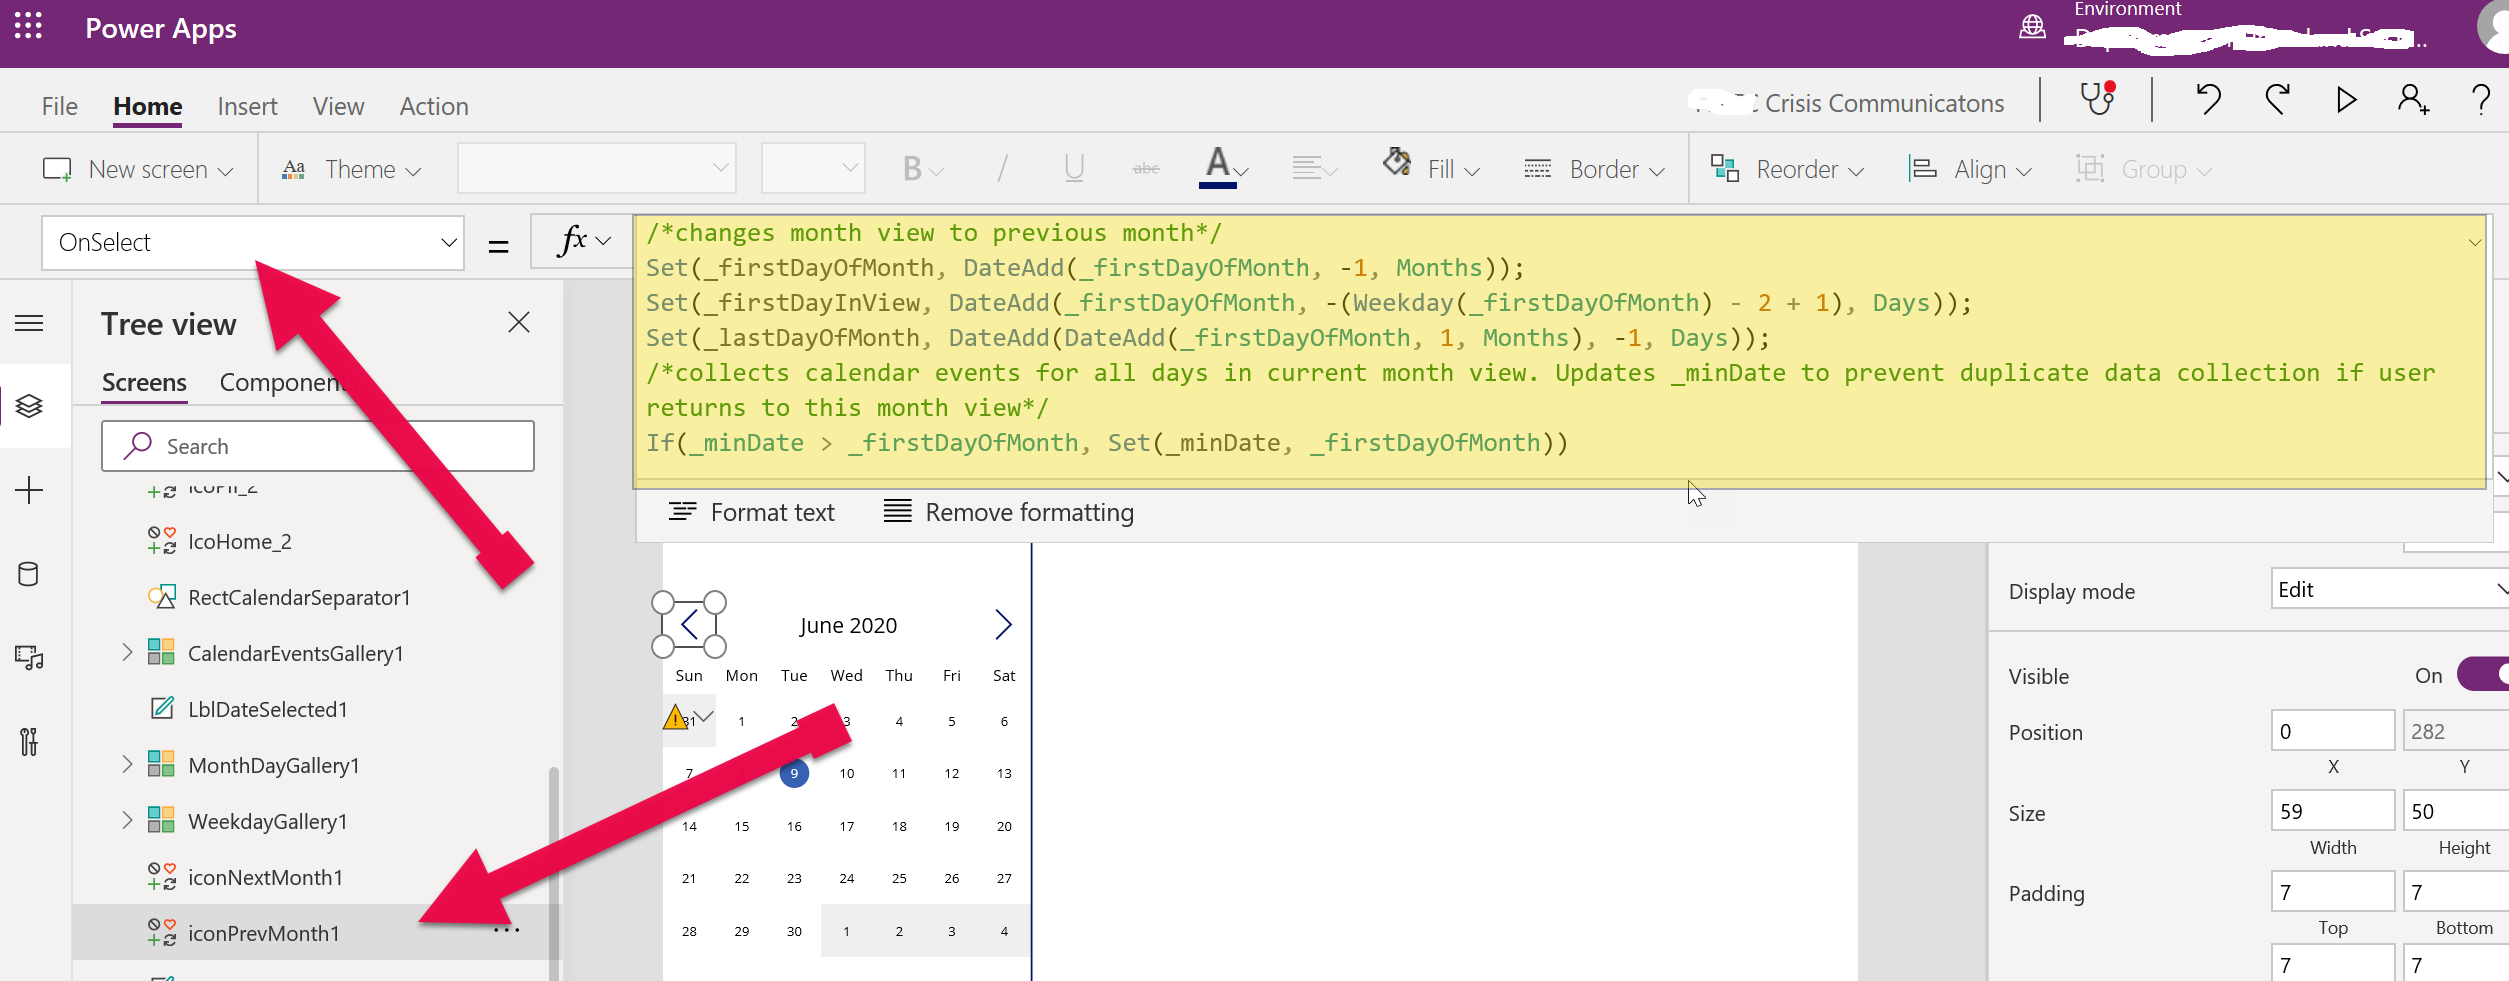 Power Apps
Environment
File Home Insert View Action
Crisis Communicatons
?
New screen
Aa Theme
B / U abc A Fill Border Reorder Align Group
OnSelect = fx
/*changes month view to previous month*/
Set(_firstDayOfMonth, DateAdd(_firstDayOfMonth, -1, Months));
Set(_firstDayInView, DateAdd(_firstDayOfMonth, -(Weekday(_firstDayOfMonth) - 2 + 1), Days));
Set(_lastDayOfMonth, DateAdd(DateAdd(_firstDayOfMonth, 1, Months), -1, Days));
/*collects calendar events for all days in current month view. Updates _minDate to prevent duplicate data collection if user
returns to this month view*/
If(_minDate > _firstDayOfMonth, Set(_minDate, _firstDayOfMonth))
Format text Remove formatting
Tree view
Screens Component
Search
IcoHome_2
RectCalendarSeparator1
CalendarEventsGallery1
LblDateSelected1
MonthDayGallery1
WeekdayGallery1
iconNextMonth1
iconPrevMonth1 ...
June 2020
Sun Mon Tue Wed Thu Fri Sat
31 1 2 3 4 5 6
7 9 10 11 12 13
14 15 16 17 18 19 20
21 22 23 24 25 26 27
28 29 30 1 2 3 4
Display mode Edit
Visible On
Position 0 282
X Y
Size 59 50
Width Height
Padding 7 7
Top Bottom
7 7